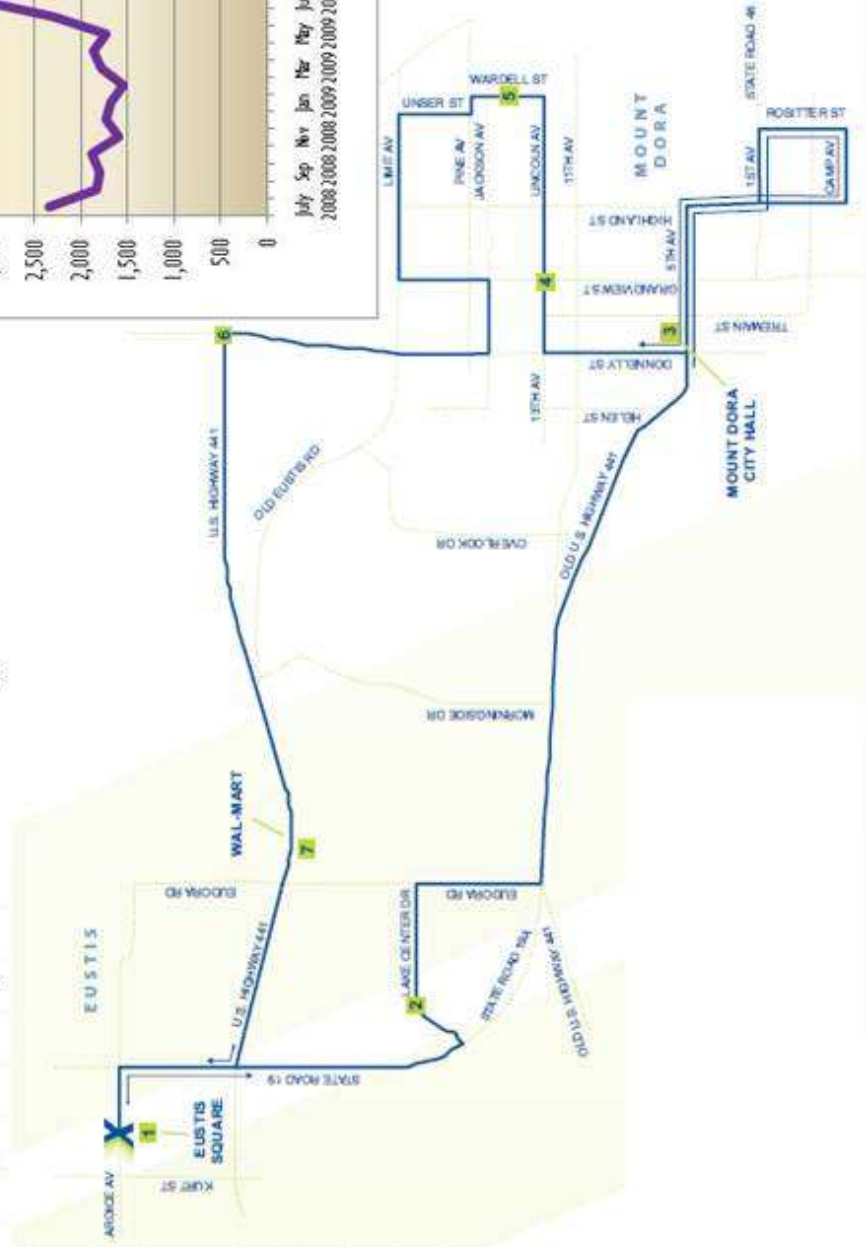 2,500
2,000
1,500
1,000
500
0
July Sep Nov Jan Mar May
2008 2008 2008 2009 2009 2009
6
U.S. HIGHWAY 441
OLD EUSTIS RD
LIMIT AV
UNSER ST
WARDELL ST
5
PINE AV
JACKSON AV
LINCOLN AV
11TH AV
MOUNT
DORA
STATE ROAD 46
HIGHLAND ST
4
GRANDVIEW ST
5TH AV
1ST AV
ROSITTER ST
CAMP AV
3
TREMAIN ST
DONNELLY ST
13TH AV
HELEN ST
MOUNT DORA
CITY HALL
OVERLOOK DR
OLD U.S. HIGHWAY 441
MORNINGSIDE DR
WAL-MART
7
EUDORA RD
EUSTIS
U.S. HIGHWAY 441
LAKE CENTER DR
EUDORA RD
2
STATE ROAD 19A
OLD U.S. HIGHWAY 441
STATE ROAD 19
X
1
EUSTIS
SQUARE
ARDICE AV
KURT ST